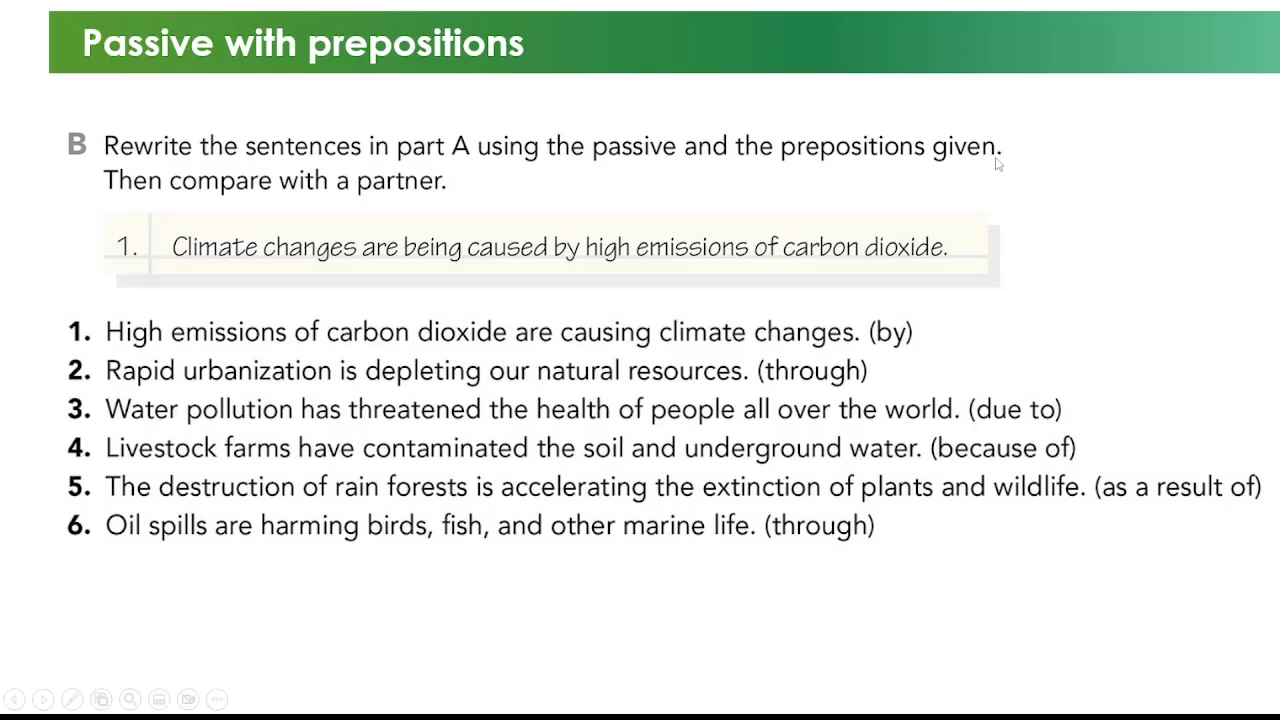 Passive with prepositions
B Rewrite the sentences in part A using the passive and the prepositions given.
Then compare with a partner.
1. Climate changes are being caused by high emissions of carbon dioxide.
1. High emissions of carbon dioxide are causing climate changes. (by)
2. Rapid urbanization is depleting our natural resources. (through)
3. Water pollution has threatened the health of people all over the world. (due to)
4. Livestock farms have contaminated the soil and underground water. (because of)
5. The destruction of rain forests is accelerating the extinction of plants and wildlife. (as a result of)
6. Oil spills are harming birds, fish, and other marine life. (through)